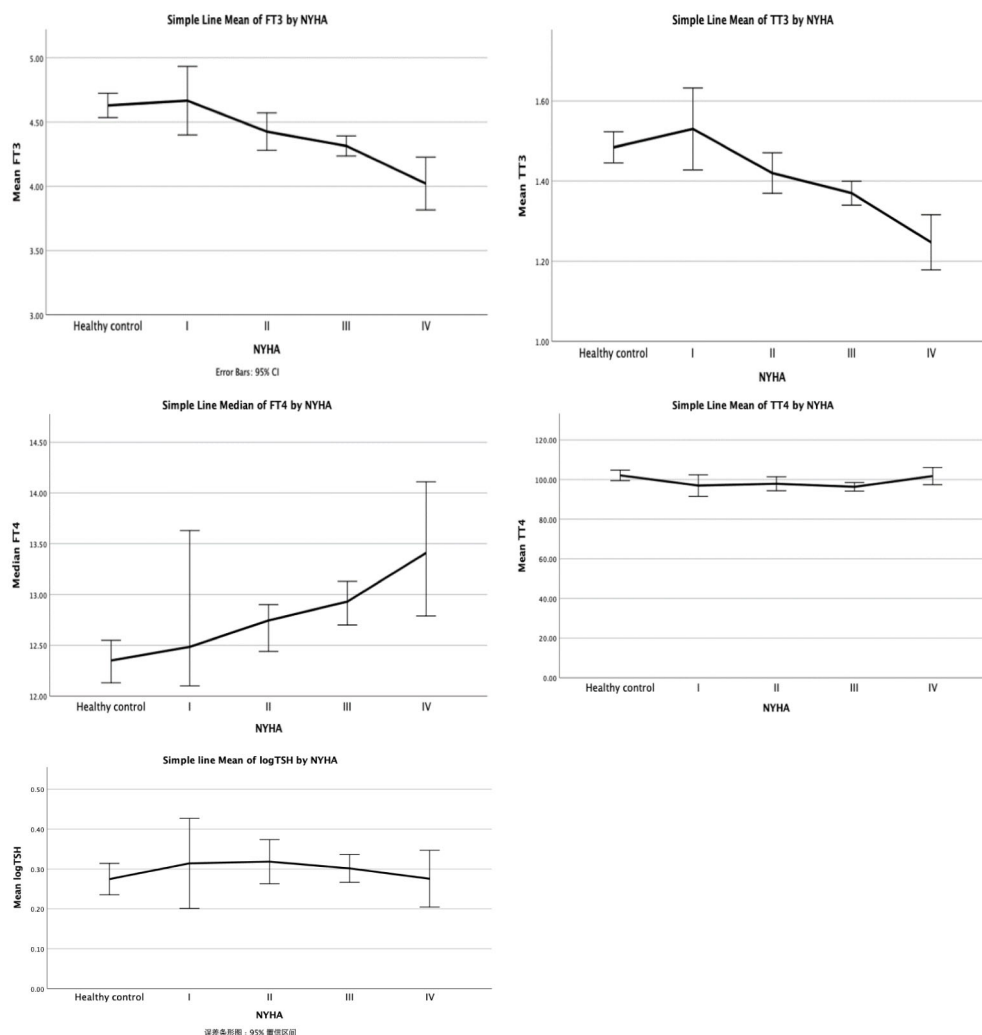 Simple Line Mean of FT3 by NYHA
Mean FT3
5.00
4.50
4.00
3.50
3.00
Healthy control I II III IV
NYHA
Error Bars: 95% CI
Simple Line Mean of TT3 by NYHA
Mean TT3
1.60
1.40
1.20
1.00
Healthy control I II III IV
NYHA
Simple Line Median of FT4 by NYHA
Median FT4
14.50
14.00
13.50
13.00
12.50
12.00
Healthy control I II III IV
NYHA
Simple Line Mean of TT4 by NYHA
Mean TT4
120.00
100.00
80.00
60.00
40.00
20.00
0.00
Healthy control I II III IV
NYHA
Simple line Mean of logTSH by NYHA
Mean logTSH
0.50
0.40
0.30
0.20
0.10
0.00
Healthy control I II III IV
NYHA
误差条形图：95% 置信区间